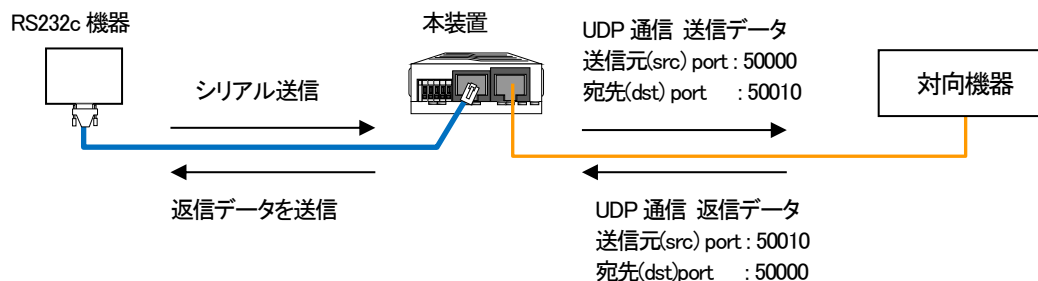 RS232c 機器
本装置
UDP 通信 送信データ
送信元(src) port : 50000
宛先(dst) port : 50010
シリアル送信
対向機器
返信データを送信
UDP 通信 返信データ
送信元(src) port : 50010
宛先(dst)port : 50000